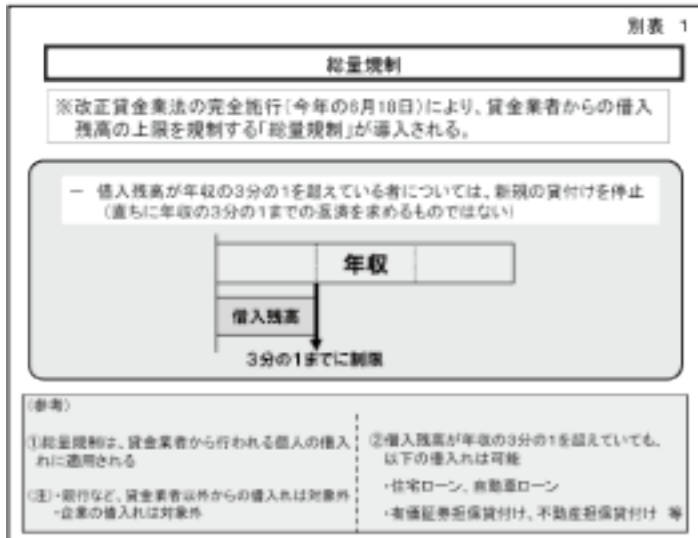 別表 1
総量規制
※改正貸金業法の完全施行(今年の6月18日)により、貸金業者からの借入
残高の上限を規制する「総量規制」が導入される。
－ 借入残高が年収の3分の1を超えている者については、新規の貸付けを停止
(直ちに年収の3分の1までの返済を求めるものではない)
年収
借入残高
3分の1までに制限
(参考)
①総量規制は、貸金業者から行われる個人の借入
れに適用される
(注)・銀行など、貸金業者以外からの借入れは対象外
・企業の借入れは対象外
②借入残高が年収の3分の1を超えていても、
以下の借入れは可能
・住宅ローン、自動車ローン
・有価証券担保貸付け、不動産担保貸付け 等